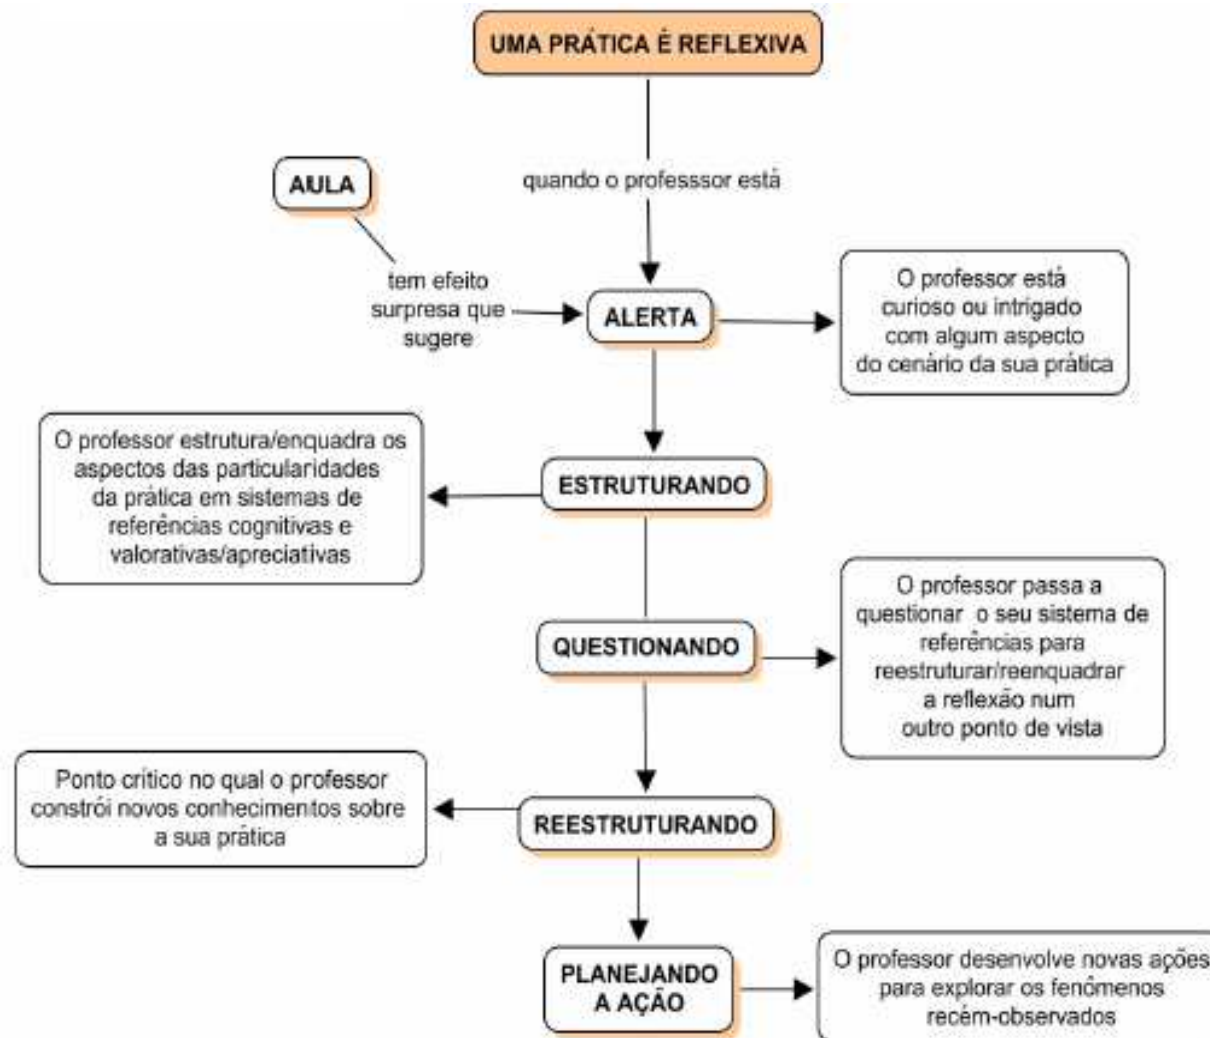 UMA PRÁTICA É REFLEXIVA
AULA
quando o professsor está
tem efeito
surpresa que
sugere
ALERTA
O professor está
curioso ou intrigado
com algum aspecto
do cenário da sua prática
O professor estrutura/enquadra os
aspectos das particularidades
da prática em sistemas de
referências cognitivas e
valorativas/apreciativas
ESTRUTURANDO
QUESTIONANDO
O professor passa a
questionar o seu sistema de
referências para
reestruturar/reenquadrar
a reflexão num
outro ponto de vista
Ponto crítico no qual o professor
constrói novos conhecimentos sobre
a sua prática
REESTRUTURANDO
PLANEJANDO
A AÇÃO
O professor desenvolve novas ações
para explorar os fenômenos
recém-observados